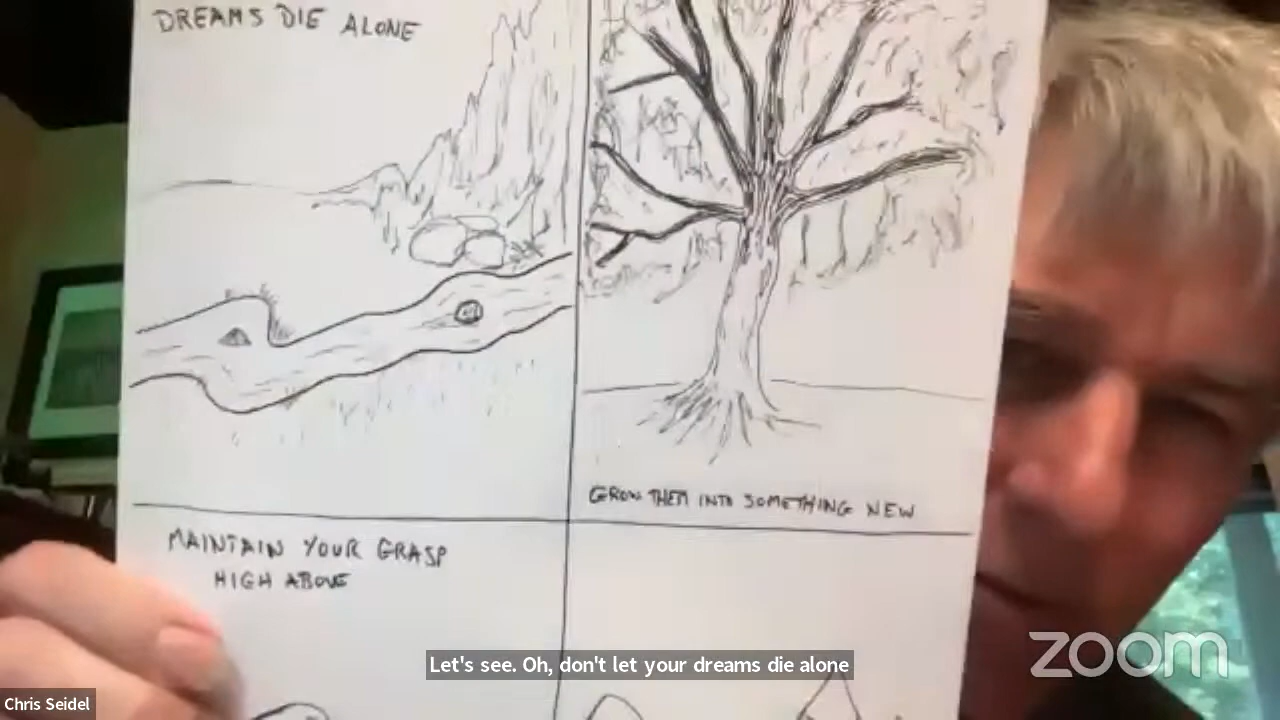 DREAMS DIE ALONE
GROW THEM INTO SOMETHING NEW
MAINTAIN YOUR GRASP
HIGH ABOVE
Let's see. Oh, don't let your dreams die alone
zoom
Chris Seidel